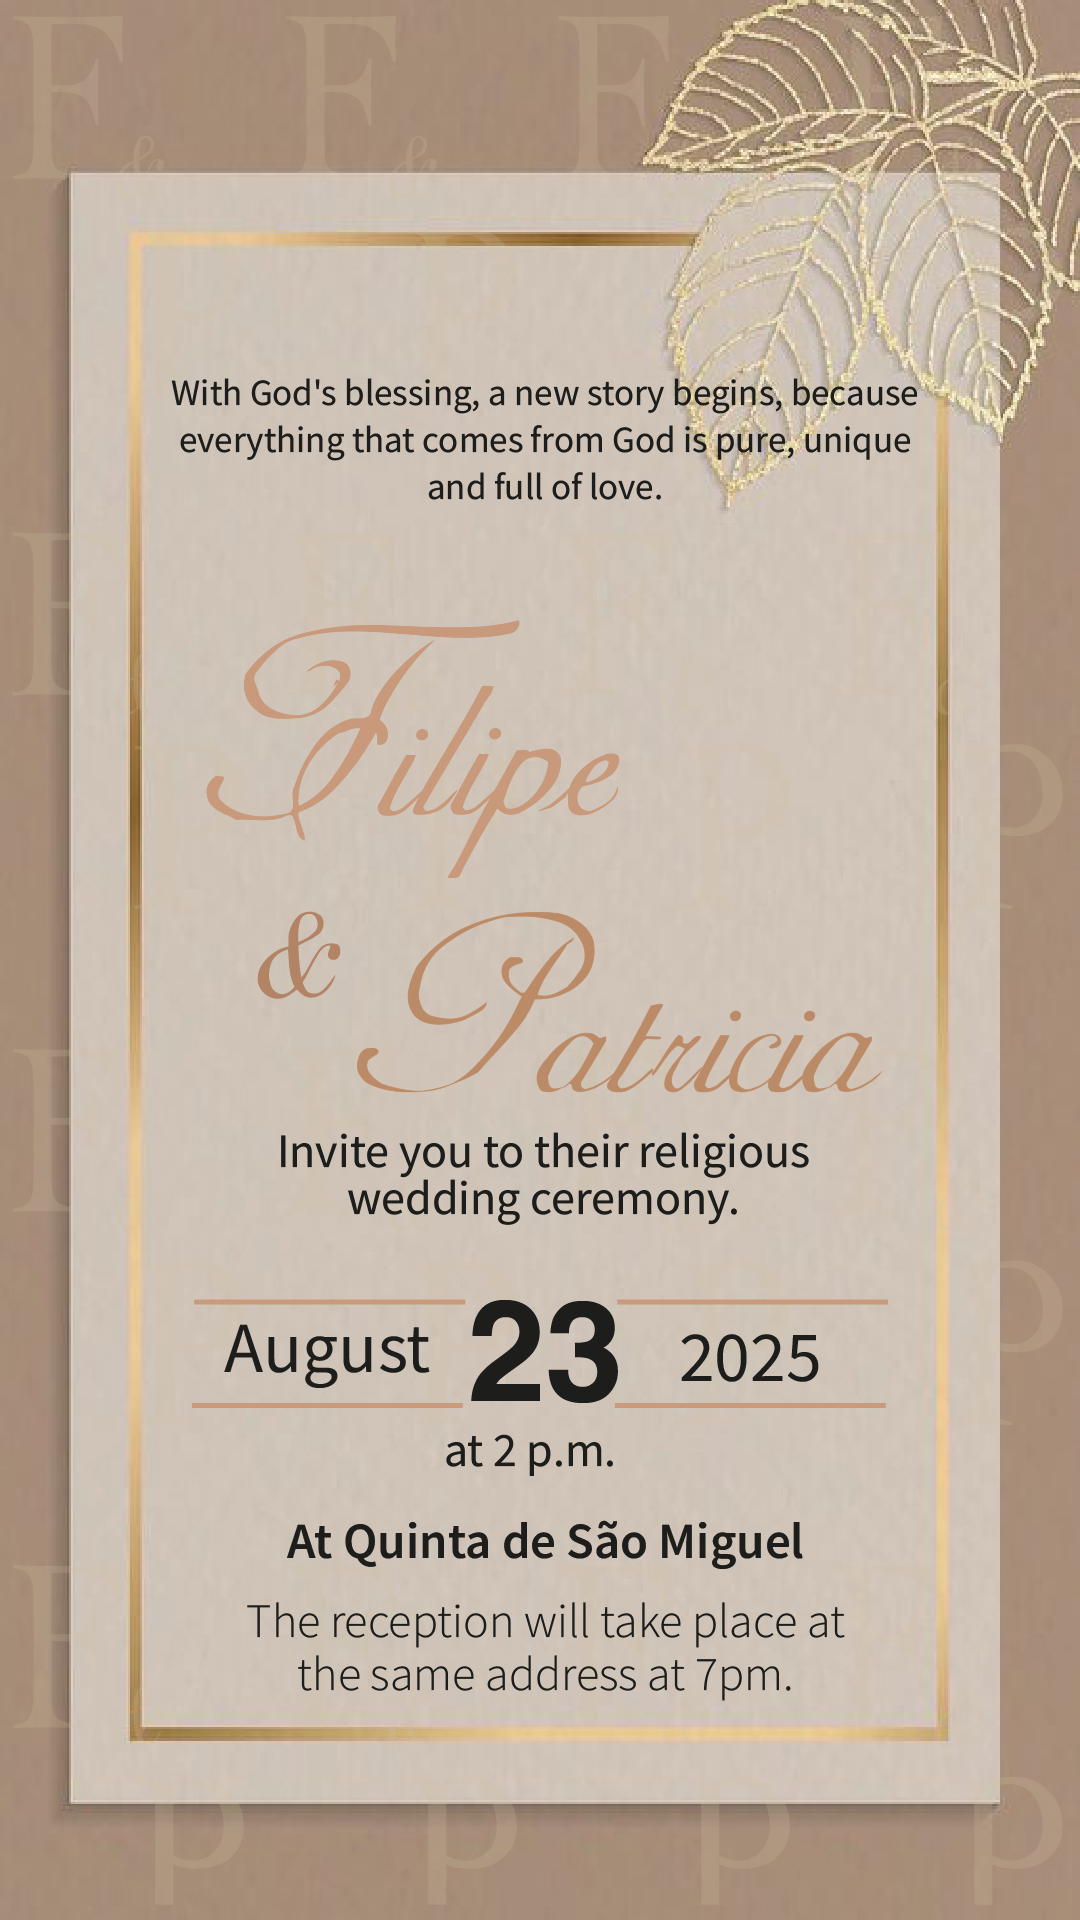 With God's blessing, a new story begins, because
everything that comes from God is pure, unique
and full of love.
Filipe
& Patricia
Invite you to their religious
wedding ceremony.
August 23 2025
at 2 p.m.
At Quinta de São Miguel
The reception will take place at
the same address at 7pm.